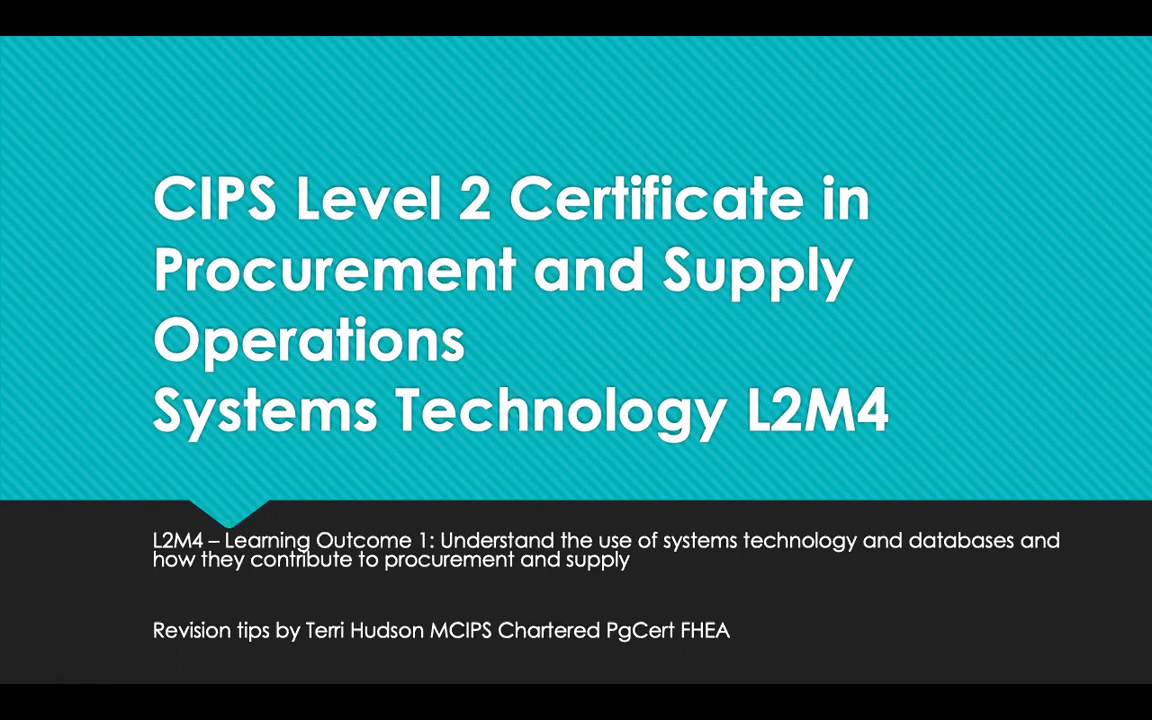 CIPS Level 2 Certificate in
Procurement and Supply
Operations
Systems Technology L2M4
L2M4 – Learning Outcome 1: Understand the use of systems technology and databases and
how they contribute to procurement and supply
Revision tips by Terri Hudson MCIPS Chartered PgCert FHEA